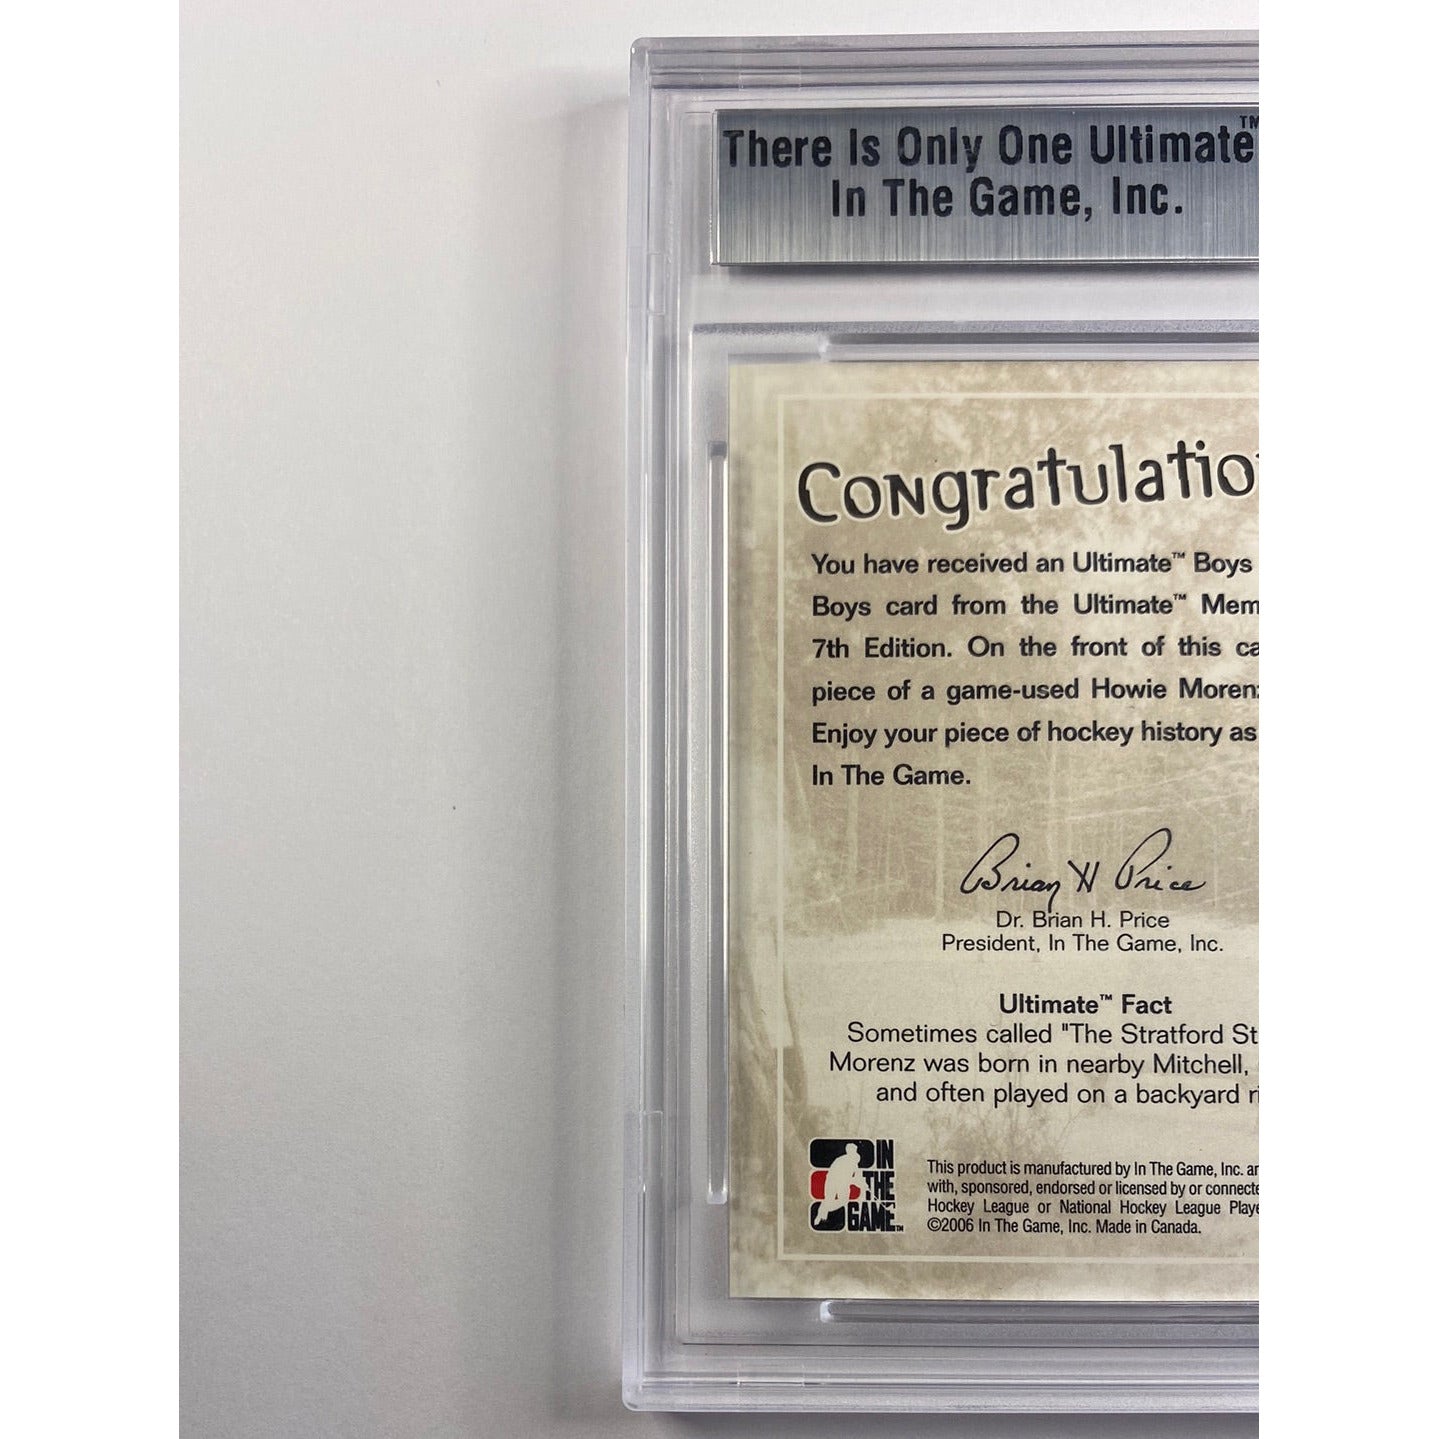 There Is Only One Ultimate™
In The Game, Inc.
Congratulatio
You have received an Ultimate™ Boys
Boys card from the Ultimate™ Mem
7th Edition. On the front of this ca
piece of a game-used Howie Moren
Enjoy your piece of hockey history as
In The Game.
Brian H Price
Dr. Brian H. Price
President, In The Game, Inc.
Ultimate™ Fact
Sometimes called "The Stratford St
Morenz was born in nearby Mitchell,
and often played on a backyard ri
IN
THE
GAME™
This product is manufactured by In The Game, Inc. an
with, sponsored, endorsed or licensed by or connecte
Hockey League or National Hockey League Playe
©2006 In The Game, Inc. Made in Canada.